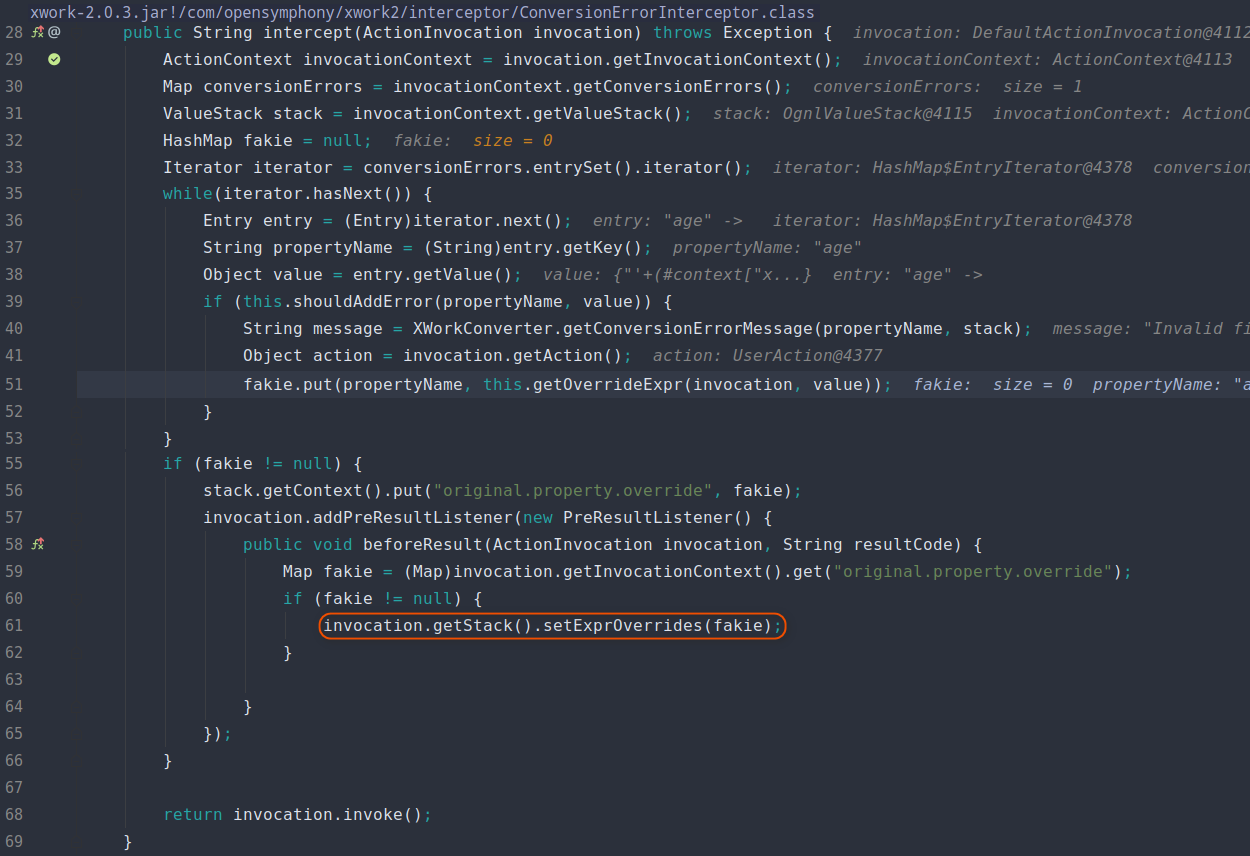 xwork-2.0.3.jar!/com/opensymphony/xwork2/interceptor/ConversionErrorInterceptor.class
28 @ public String intercept(ActionInvocation invocation) throws Exception { invocation: DefaultActionInvocation@4112
29 ActionContext invocationContext = invocation.getInvocationContext(); invocationContext: ActionContext@4113
30 Map conversionErrors = invocationContext.getConversionErrors(); conversionErrors: size = 1
31 ValueStack stack = invocationContext.getValueStack(); stack: OgnlValueStack@4115 invocationContext: ActionC
32 HashMap fakie = null; fakie: size = 0
33 Iterator iterator = conversionErrors.entrySet().iterator(); iterator: HashMap$EntryIterator@4378 conversion
35 while(iterator.hasNext()) {
36 Entry entry = (Entry)iterator.next(); entry: "age" -> iterator: HashMap$EntryIterator@4378
37 String propertyName = (String)entry.getKey(); propertyName: "age"
38 Object value = entry.getValue(); value: {"'+(#context["x...} entry: "age" ->
39 if (this.shouldAddError(propertyName, value)) {
40 String message = XWorkConverter.getConversionErrorMessage(propertyName, stack); message: "Invalid fi
41 Object action = invocation.getAction(); action: UserAction@4377
51 fakie.put(propertyName, this.getOverrideExpr(invocation, value)); fakie: size = 0 propertyName: "a
52 }
53 }
55 if (fakie != null) {
56 stack.getContext().put("original.property.override", fakie);
57 invocation.addPreResultListener(new PreResultListener() {
58 public void beforeResult(ActionInvocation invocation, String resultCode) {
59 Map fakie = (Map)invocation.getInvocationContext().get("original.property.override");
60 if (fakie != null) {
61 invocation.getStack().setExprOverrides(fakie);
62 }
63
64 }
65 });
66 }
67
68 return invocation.invoke();
69 }